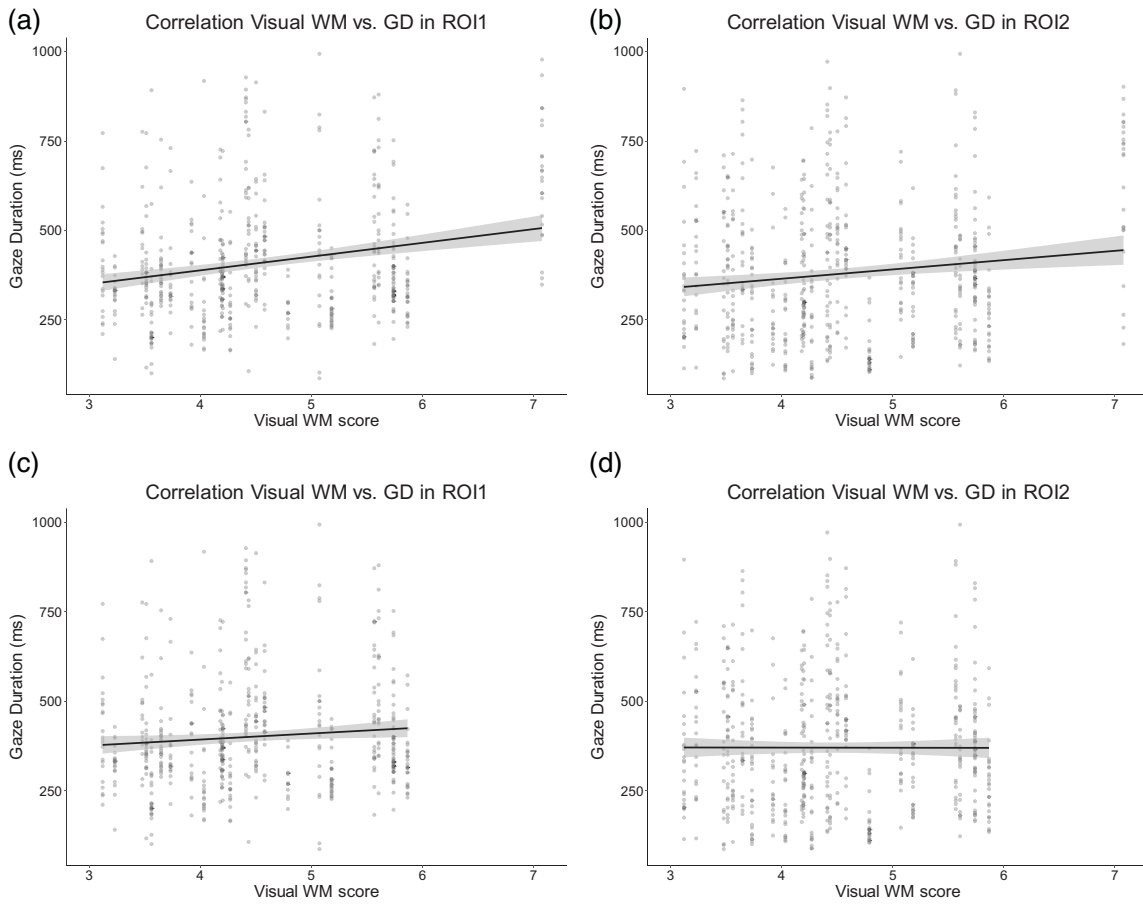 (a)
Correlation Visual WM vs. GD in ROI1
1000
750
500
250
Gaze Duration (ms)
3 4 5 6 7
Visual WM score
(b)
Correlation Visual WM vs. GD in ROI2
1000
750
500
250
Gaze Duration (ms)
3 4 5 6 7
Visual WM score
(c)
Correlation Visual WM vs. GD in ROI1
1000
750
500
250
Gaze Duration (ms)
3 4 5 6 7
Visual WM score
(d)
Correlation Visual WM vs. GD in ROI2
1000
750
500
250
Gaze Duration (ms)
3 4 5 6 7
Visual WM score